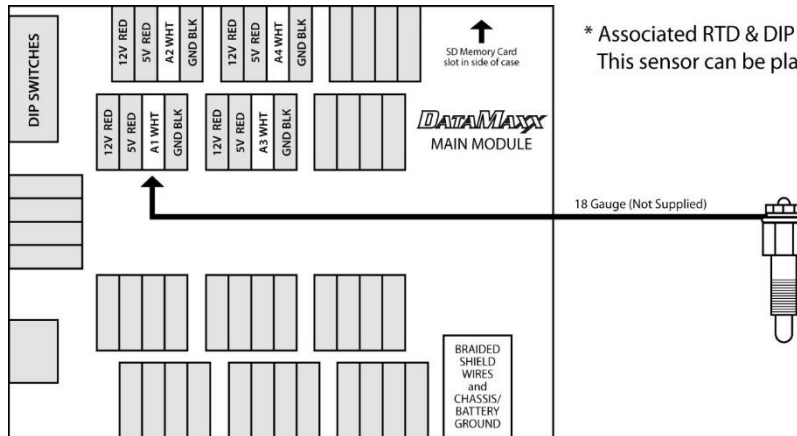 DIP SWITCHES
12V RED
5V RED
A2 WHT
GND BLK
12V RED
5V RED
A4 WHT
GND BLK
SD Memory Card
slot in side of case
* Associated RTD & DIP
This sensor can be pla
12V RED
5V RED
A1 WHT
GND BLK
12V RED
5V RED
A3 WHT
GND BLK
DATAMAXX
MAIN MODULE
18 Gauge (Not Supplied)
BRAIDED
SHIELD
WIRES
and
CHASSIS/
BATTERY
GROUND